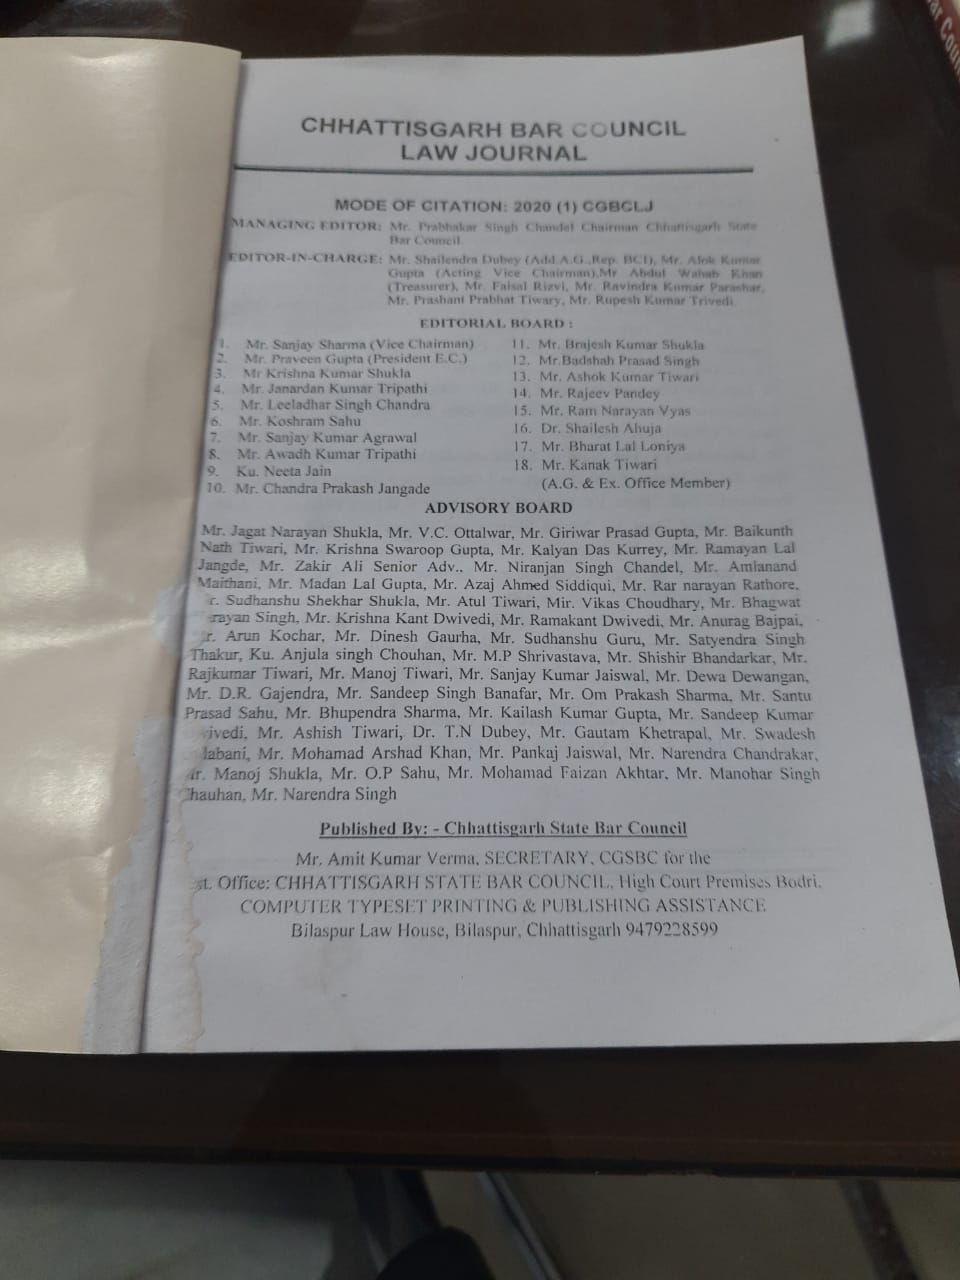 CHHATTISGARH BAR COUNCIL
LAW JOURNAL
MODE OF CITATION: 2020 (1) CGBCLJ
MANAGING EDITOR: Mr. Prabhakar Singh Chandel Chairman Chhattisgarh State
Bar Council.
EDITOR-IN-CHARGE: Mr. Shailendra Dubey (Add.A.G.,Rep. BCI), Mr. Alok Kumar
Gupta (Acting Vice Chairman),Mr Abdul Wahab Khan
(Treasurer), Mr. Faisal Rizvi, Mr. Ravindra Kumar Parashar,
Mr. Prashant Prabhat Tiwary, Mr. Rupesh Kumar Trivedi.
EDITORIAL BOARD :
1. Mr. Sanjay Sharma (Vice Chairman)
2. Mr. Praveen Gupta (President E.C.)
3. Mr Krishna Kumar Shukla
4. Mr. Janardan Kumar Tripathi
5. Mr. Leeladhar Singh Chandra
6. Mr. Koshram Sahu
7. Mr. Sanjay Kumar Agrawal
8. Mr. Awadh Kumar Tripathi
9. Ku. Neeta Jain
10. Mr. Chandra Prakash Jangade
11. Mr. Brajesh Kumar Shukla
12. Mr.Badshah Prasad Singh
13. Mr. Ashok Kumar Tiwari
14. Mr. Rajeev Pandey
15. Mr. Ram Narayan Vyas
16. Dr. Shailesh Ahuja
17. Mr. Bharat Lal Loniya
18. Mr. Kanak Tiwari
(A.G. & Ex. Office Member)
ADVISORY BOARD
Mr. Jagat Narayan Shukla, Mr. V.C. Ottalwar, Mr. Giriwar Prasad Gupta, Mr. Baikunth
Nath Tiwari, Mr. Krishna Swaroop Gupta, Mr. Kalyan Das Kurrey, Mr. Ramayan Lal
Jangde, Mr. Zakir Ali Senior Adv.. Mr. Niranjan Singh Chandel, Mr. Amlanand
Maithani, Mr. Madan Lal Gupta, Mr. Azaj Ahmed Siddiqui, Mr. Rar narayan Rathore,
r. Sudhanshu Shekhar Shukla, Mr. Atul Tiwari, Mir. Vikas Choudhary, Mr. Bhagwat
rayan Singh, Mr. Krishna Kant Dwivedi, Mr. Ramakant Dwivedi, Mr. Anurag Bajpai,
r. Arun Kochar, Mr. Dinesh Gaurha, Mr. Sudhanshu Guru, Mr. Satyendra Singh
Thakur, Ku. Anjula singh Chouhan, Mr. M.P Shrivastava, Mr. Shishir Bhandarkar, Mr.
Rajkumar Tiwari, Mr. Manoj Tiwari, Mr. Sanjay Kumar Jaiswal, Mr. Dewa Dewangan,
Mr. D.R. Gajendra, Mr. Sandeep Singh Banafar, Mr. Om Prakash Sharma, Mr. Santu
Prasad Sahu, Mr. Bhupendra Sharma, Mr. Kailash Kumar Gupta, Mr. Sandeep Kumar
ivedi, Mr. Ashish Tiwari, Dr. T.N Dubey, Mr. Gautam Khetrapal, Mr. Swadesh
labani, Mr. Mohamad Arshad Khan, Mr. Pankaj Jaiswal, Mr. Narendra Chandrakar,
r. Manoj Shukla, Mr. O.P Sahu, Mr. Mohamad Faizan Akhtar, Mr. Manohar Singh
Chauhan, Mr. Narendra Singh
Published By: - Chhattisgarh State Bar Council
Mr. Amit Kumar Verma, SECRETARY, CGSBC for the
st. Office: CHHATTISGARH STATE BAR COUNCIL, High Court Premises Bodri,
COMPUTER TYPESET PRINTING & PUBLISHING ASSISTANCE
Bilaspur Law House, Bilaspur, Chhattisgarh 9479228599